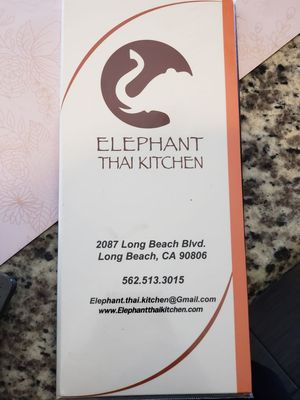 ELEPHANT
THAI KITCHEN
2087 Long Beach Blvd.
Long Beach, CA 90806
562.513.3015
Elephant.thai.kitchen@Gmail.com
www.Elephantthaikitchen.com